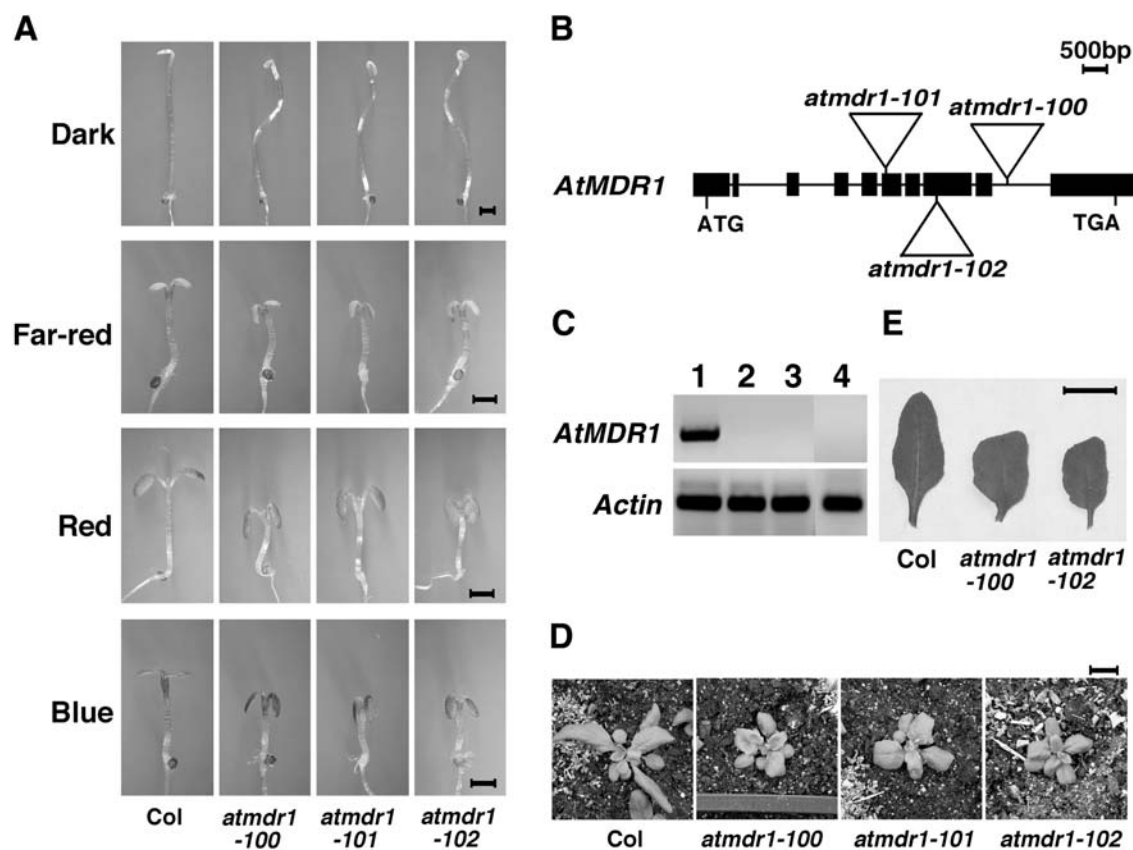 A
Dark
Far-red
Red
Blue
Col
atmdr1
-100
atmdr1
-101
atmdr1
-102
B
500bp
atmdr1-101
atmdr1-100
AtMDR1
ATG
TGA
atmdr1-102
C
1 2 3 4
AtMDR1
Actin
E
Col
atmdr1
-100
atmdr1
-102
D
Col
atmdr1-100
atmdr1-101
atmdr1-102